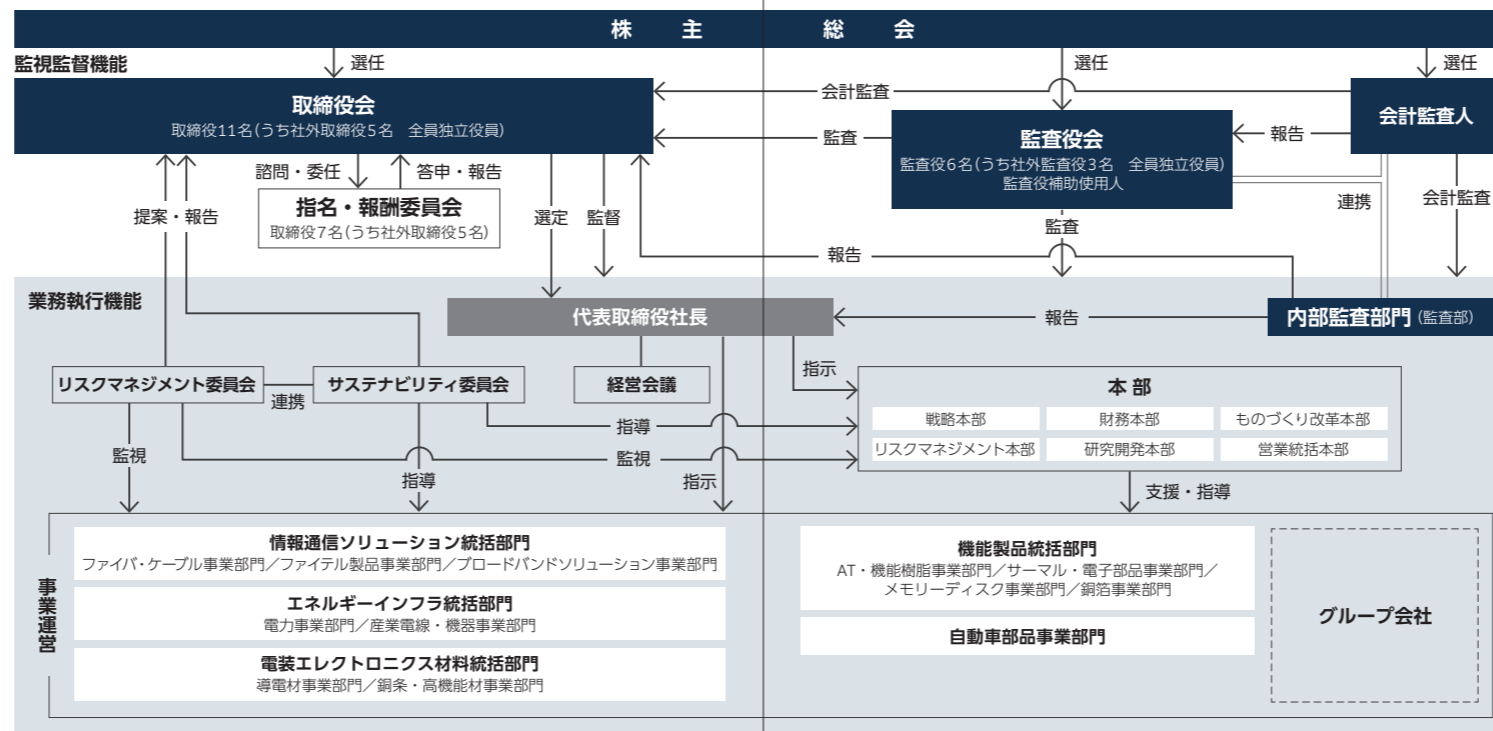 株主総会
監視監督機能
選任
選任
選任
取締役会
取締役11名(うち社外取締役5名　全員独立役員)
会計監査
会計監査人
監査役会
監査役6名(うち社外監査役3名　全員独立役員)
監査役補助使用人
監査
報告
諮問・委任
答申・報告
指名・報酬委員会
取締役7名(うち社外取締役5名)
提案・報告
選定
監督
監査
連携
会計監査
報告
業務執行機能
代表取締役社長
報告
内部監査部門(監査部)
リスクマネジメント委員会
連携
サステナビリティ委員会
経営会議
指示
本部
戦略本部
財務本部
ものづくり改革本部
リスクマネジメント本部
研究開発本部
営業統括本部
指導
監視
監視
指導
指示
支援・指導
事業運営
情報通信ソリューション統括部門
ファイバ・ケーブル事業部門／ファイテル製品事業部門／ブロードバンドソリューション事業部門
エネルギーインフラ統括部門
電力事業部門／産業電線・機器事業部門
電装エレクトロニクス材料統括部門
導電材事業部門／銅条・高機能材事業部門
機能製品統括部門
AT・機能樹脂事業部門／サーマル・電子部品事業部門／
メモリーディスク事業部門／銅箔事業部門
自動車部品事業部門
グループ会社